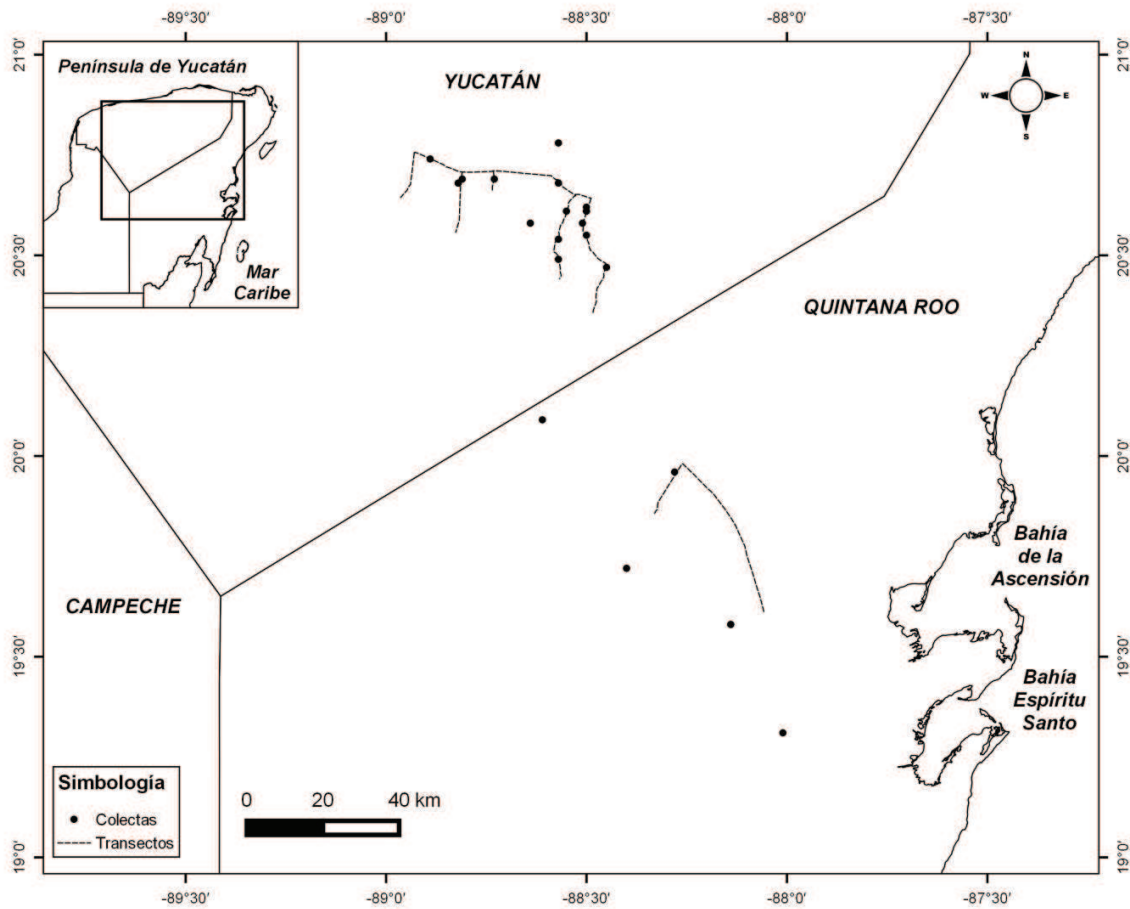 -89°30'
-89°0'
-88°30'
-88°0'
-87°30'
21°0'
21°0'
Península de Yucatán
Mar
Caribe
YUCATÁN
N
W
E
S
20°30'
20°30'
QUINTANA ROO
20°0'
20°0'
Bahía
de la
Ascensión
CAMPECHE
19°30'
19°30'
Bahía
Espíritu
Santo
Simbología
Colectas
Transectos
0
20
40 km
19°0'
19°0'
-89°30'
-89°0'
-88°30'
-88°0'
-87°30'